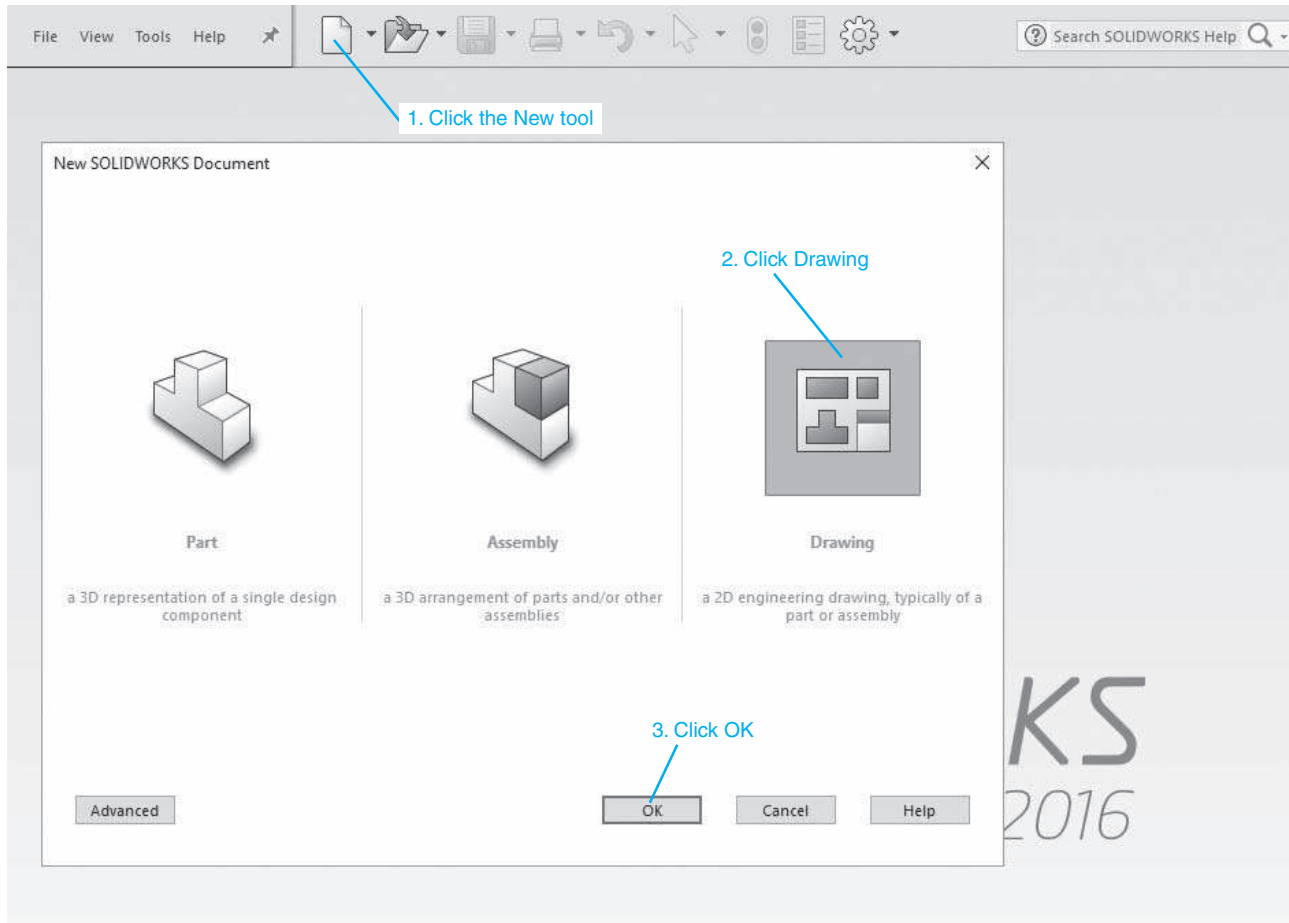 File View Tools Help
Search SOLIDWORKS Help
1. Click the New tool
New SOLIDWORKS Document
2. Click Drawing
Part
a 3D representation of a single design
component
Assembly
a 3D arrangement of parts and/or other
assemblies
Drawing
a 2D engineering drawing, typically of a
part or assembly
3. Click OK
Advanced
OK
Cancel
Help
KS
2016